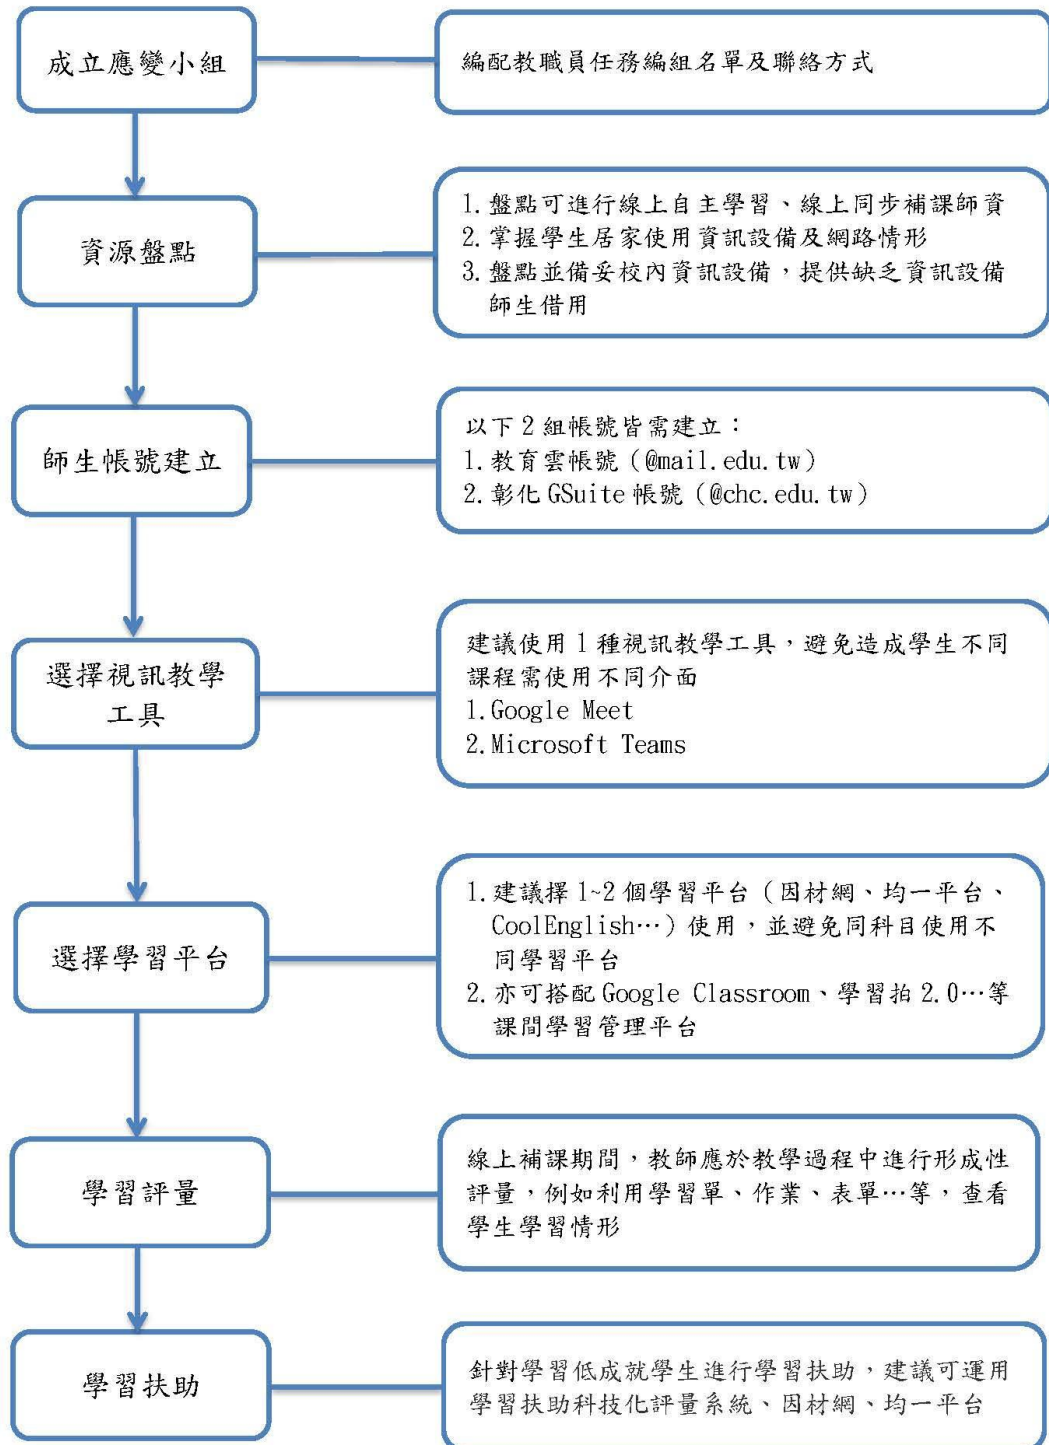 成立應變小組
編配教職員任務編組名單及聯絡方式
資源盤點
1.盤點可進行線上自主學習、線上同步補課師資
2.掌握學生居家使用資訊設備及網路情形
3.盤點並備妥校內資訊設備，提供缺乏資訊設備
師生借用
師生帳號建立
以下2組帳號皆需建立：
1.教育雲帳號（@mail.edu.tw）
2.彰化GSuite帳號（@chc.edu.tw）
選擇視訊教學
工具
建議使用1種視訊教學工具，避免造成學生不同
課程需使用不同介面
1.Google Meet
2.Microsoft Teams
選擇學習平台
1.建議擇1~2個學習平台（因材網、均一平台、
CoolEnglish…）使用，並避免同科目使用不
同學習平台
2.亦可搭配Google Classroom、學習拍2.0…等
課間學習管理平台
學習評量
線上補課期間，教師應於教學過程中進行形成性
評量，例如利用學習單、作業、表單…等，查看
學生學習情形
學習扶助
針對學習低成就學生進行學習扶助，建議可運用
學習扶助科技化評量系統、因材網、均一平台